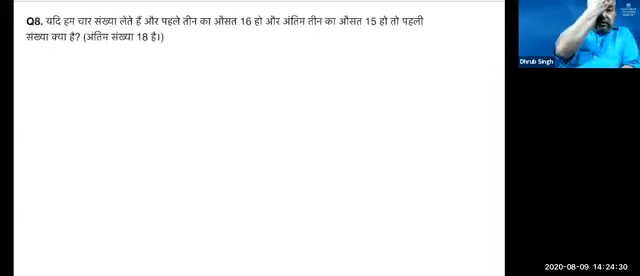 Q8. यदि हम चार संख्या लेते हैं और पहले तीन का औसत 16 हो और अंतिम तीन का औसत 15 हो तो पहली
संख्या क्या है? (अंतिम संख्या 18 है।)
Dhrub Singh
2020-08-09 14:24:30